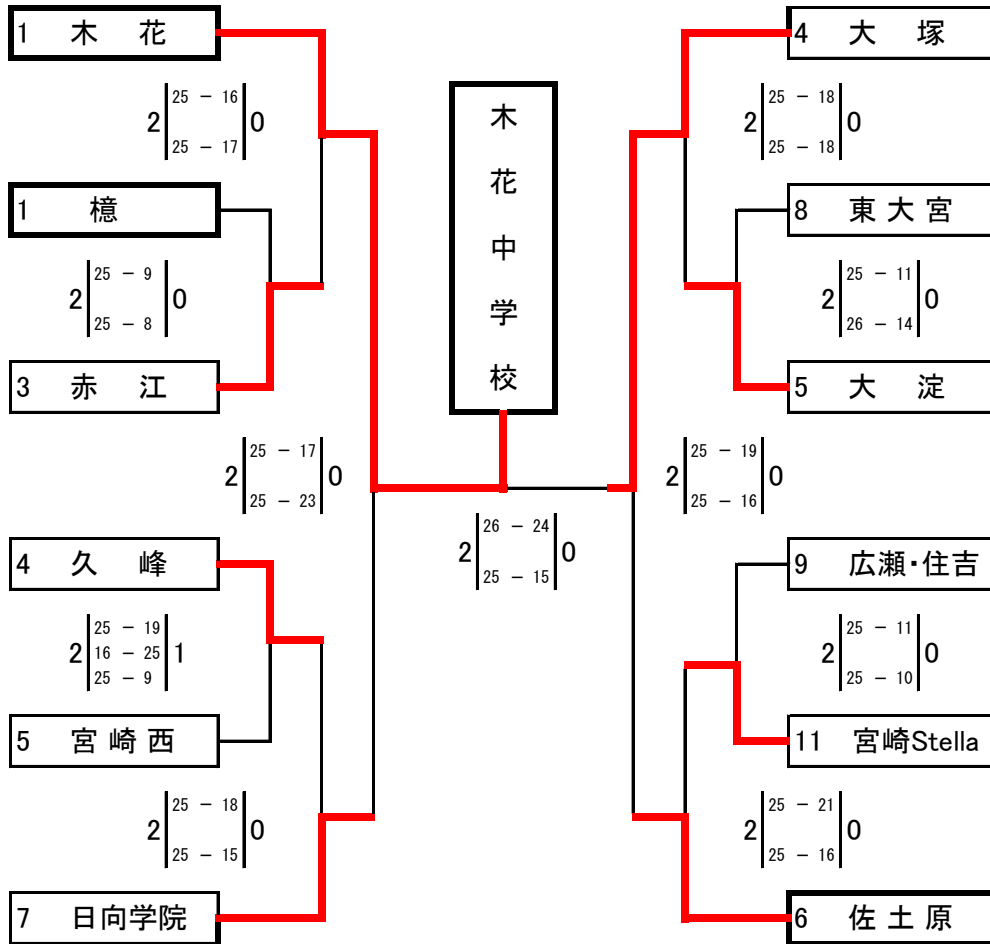 1 木 花
4 大 塚
木花中学校
2 25 － 16 0
25 － 17
2 25 － 18 0
25 － 18
1 檍
8 東 大 宮
2 25 － 9 0
25 － 8
2 25 － 11 0
26 － 14
3 赤 江
5 大 淀
2 25 － 17 0
25 － 23
2 25 － 19 0
25 － 16
2 26 － 24 0
25 － 15
4 久 峰
9 広瀬・住吉
2 25 － 19 1
16 － 25
25 － 9
2 25 － 11 0
25 － 10
5 宮 崎 西
11 宮崎Stella
2 25 － 18 0
25 － 15
2 25 － 21 0
25 － 16
7 日向学院
6 佐 土 原